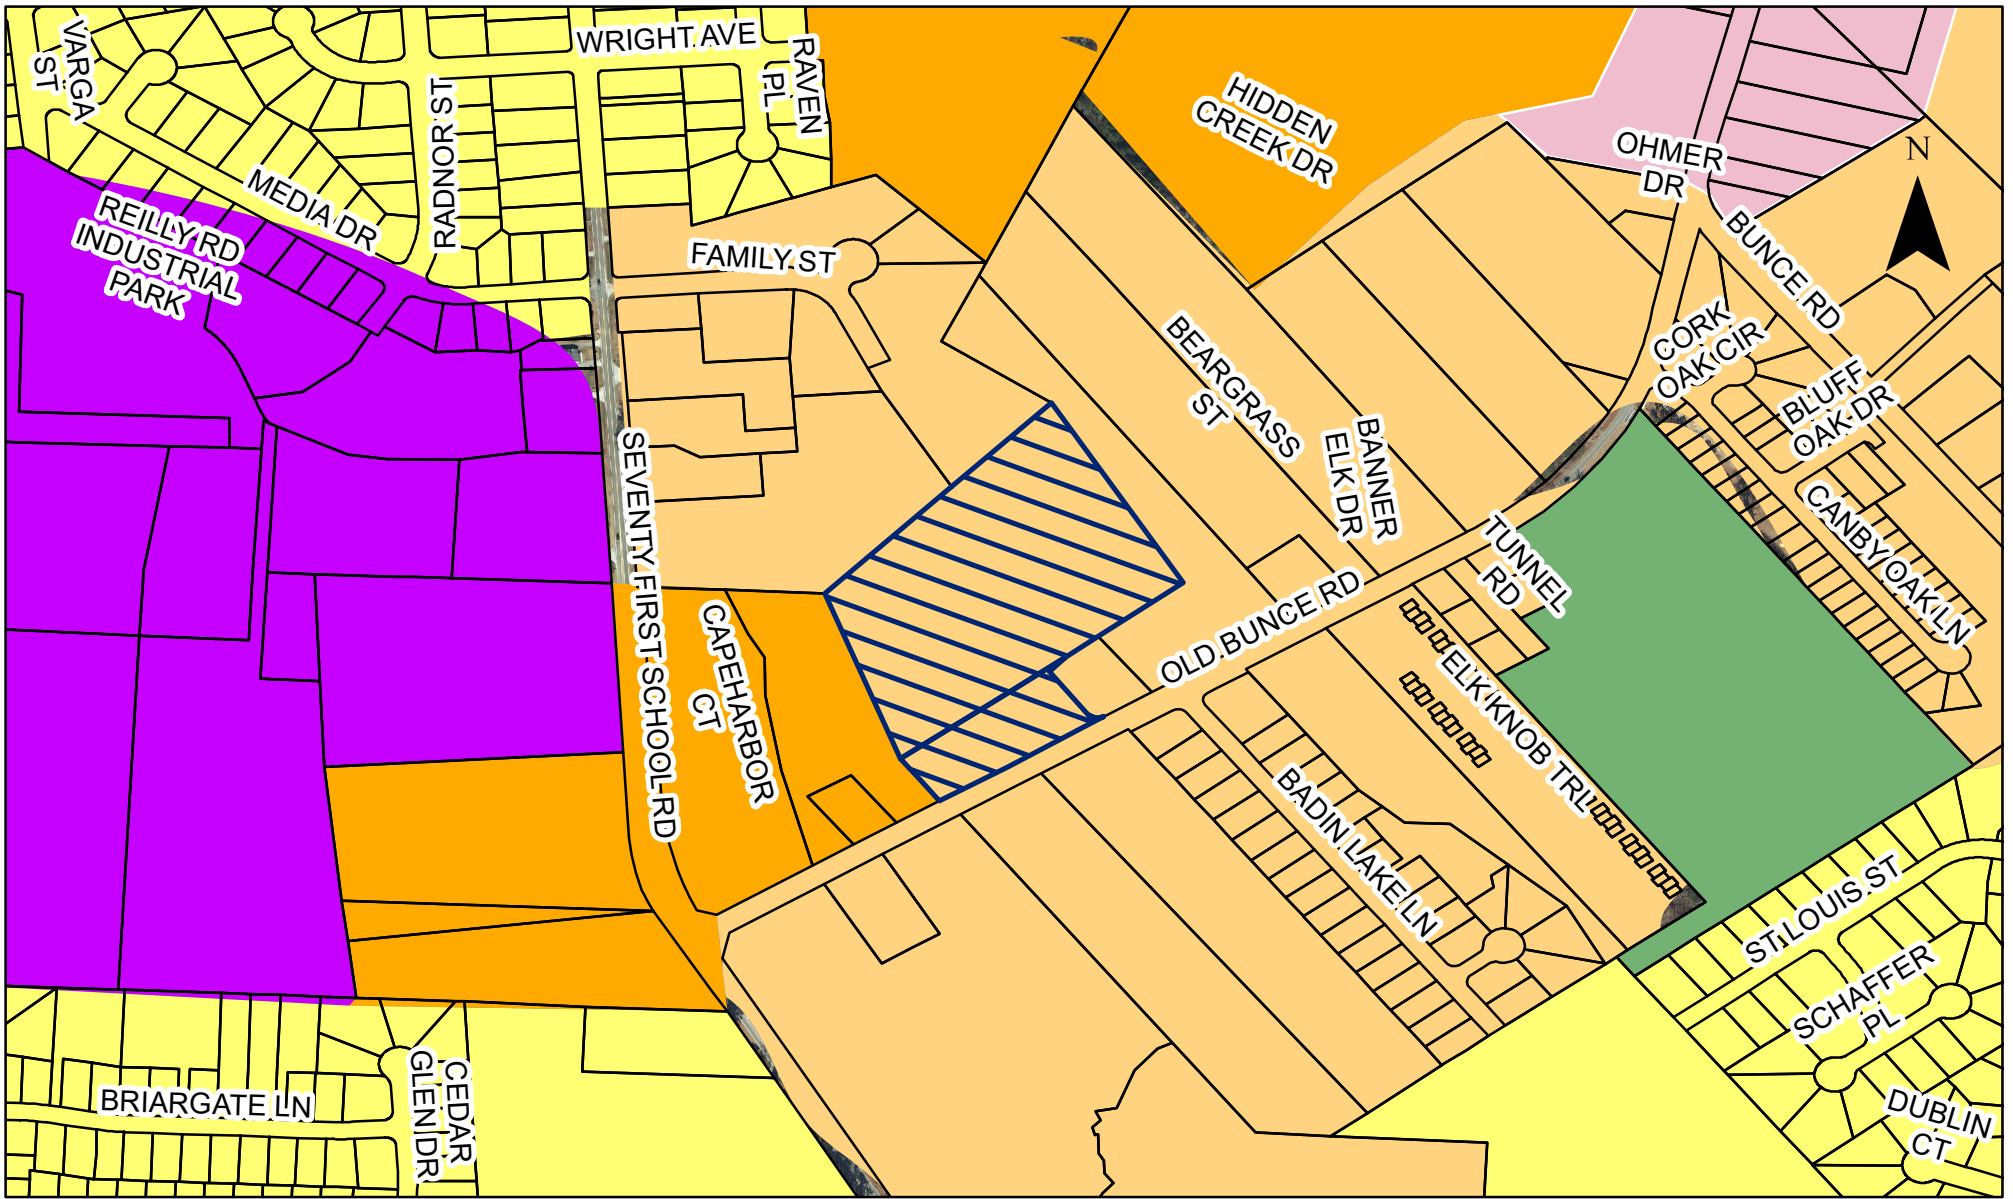 VARGA
ST
WRIGHT AVE
RAVEN
PL
RADNOR ST
MEDIA DR
REILLY RD
INDUSTRIAL
PARK
FAMILY ST
HIDDEN
CREEK DR
OHMER
DR
N
BUNCE RD
CORK
OAK CIR
BLUFF
OAK DR
BEARGRASS
ST
BANNER
ELK DR
CANBY OAK LN
TUNNEL
RD
SEVENTY FIRST SCHOOL RD
CAPEHARBOR
CT
OLD BUNCE RD
ELK KNOB TRL
BADIN LAKE LN
ST LOUIS ST
SCHAFFER
PL
DUBLIN
CT
BRIARGATE LN
CEDAR
GLEN DR